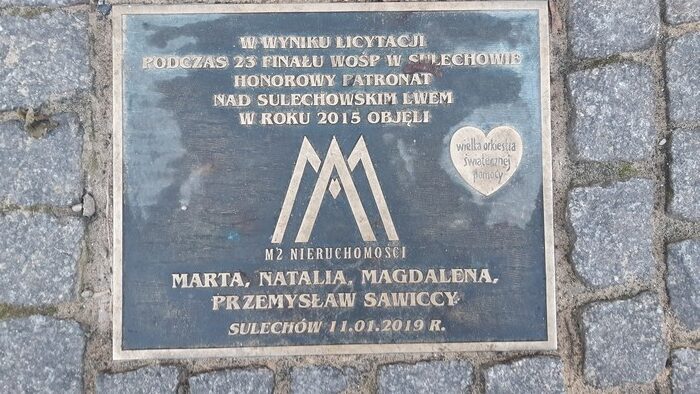 W WYNIKU LICYTACJI
PODCZAS 23 FINAŁU WOŚP W SULECHOWIE
HONOROWY PATRONAT
NAD SULECHOWSKIM LWEM
W ROKU 2015 OBJĘLI
wielka orkiestra
świątecznej
pomocy
M2 NIERUCHOMOŚCI
MARTA, NATALIA, MAGDALENA,
PRZEMYSŁAW SAWICCY
SULECHÓW 11.01.2019 R.